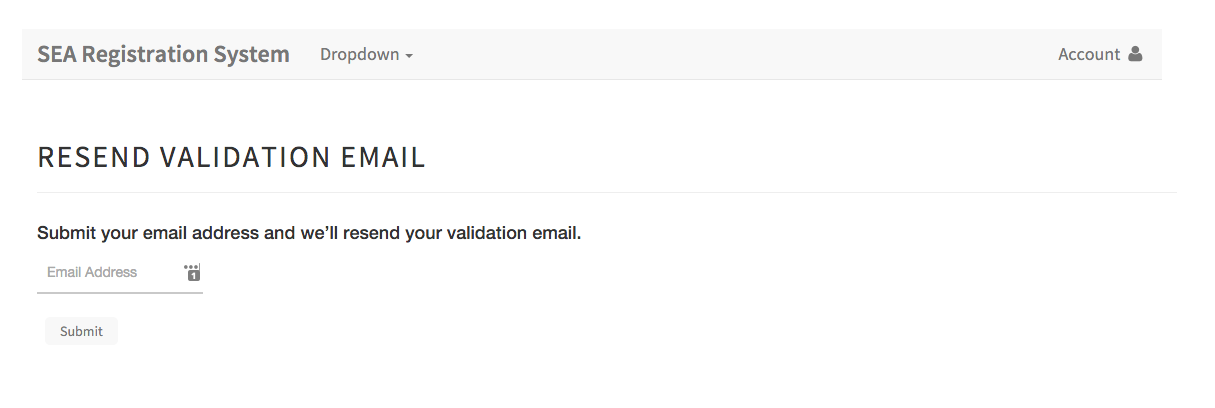 SEA Registration System Dropdown Account
RESEND VALIDATION EMAIL
Submit your email address and we’ll resend your validation email.
Email Address 1
Submit